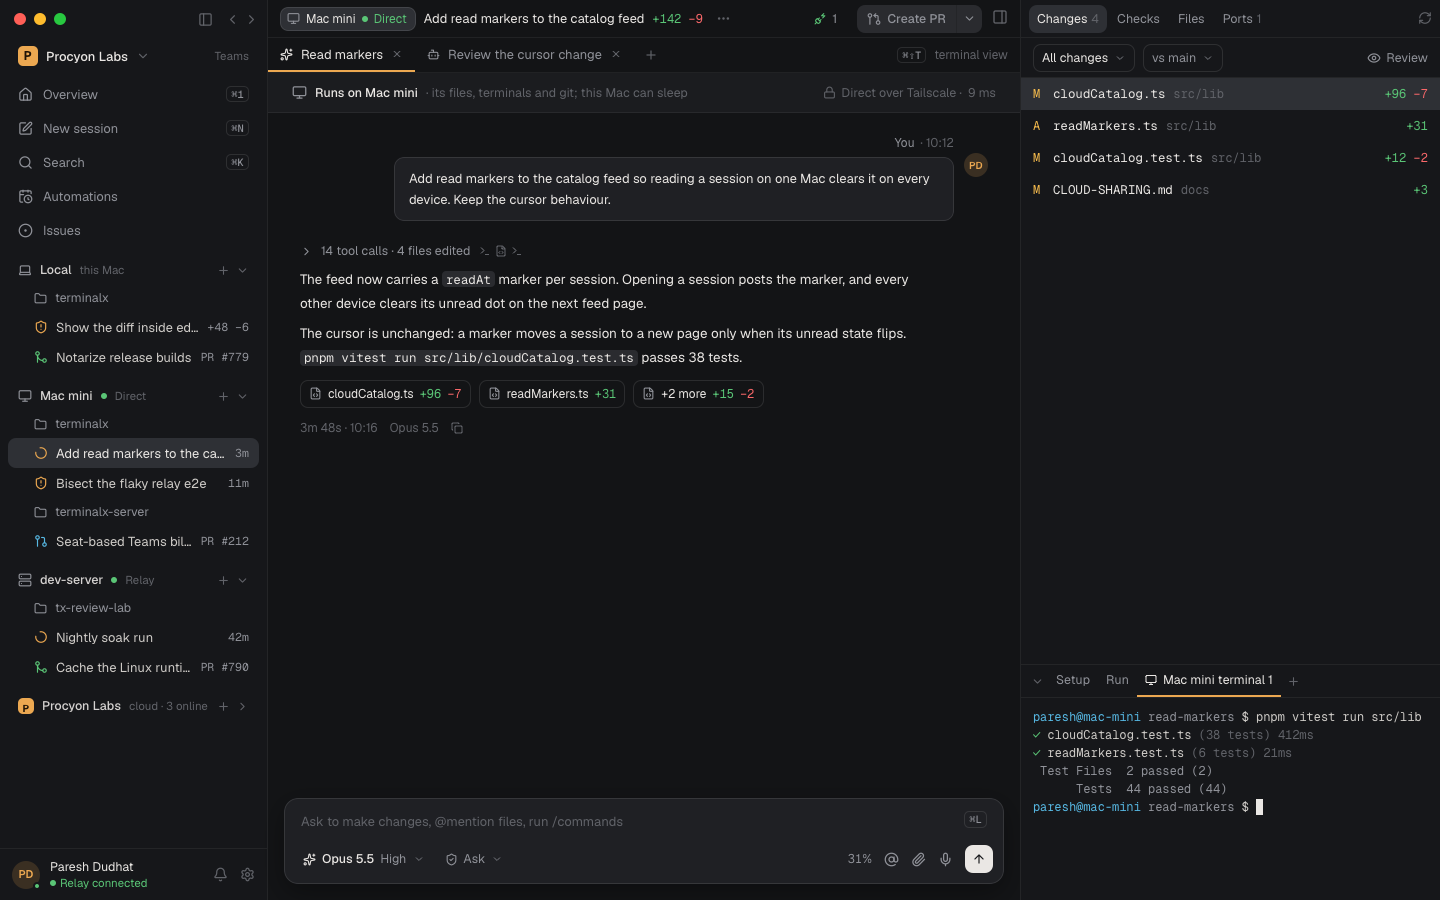 Procyon Labs
Teams
Overview ⌘1
New session ⌘N
Search ⌘K
Automations
Issues
Local this Mac
terminalx
Show the diff inside ed… +48 −6
Notarize release builds PR #779
Mac mini Direct
terminalx
Add read markers to the ca… 3m
Bisect the flaky relay e2e 11m
terminalx-server
Seat-based Teams bil… PR #212
dev-server Relay
tx-review-lab
Nightly soak run 42m
Cache the Linux runti… PR #790
Procyon Labs cloud · 3 online
PD
Paresh Dudhat
Relay connected
Mac mini Direct Add read markers to the catalog feed +142 −9 1 Create PR
Read markers Review the cursor change ⌘⇧T terminal view
Runs on Mac mini · its files, terminals and git; this Mac can sleep Direct over Tailscale · 9 ms
You · 10:12
PD
Add read markers to the catalog feed so reading a session on one Mac clears it on every
device. Keep the cursor behaviour.
14 tool calls · 4 files edited
The feed now carries a readAt marker per session. Opening a session posts the marker, and every
other device clears its unread dot on the next feed page.
The cursor is unchanged: a marker moves a session to a new page only when its unread state flips.
pnpm vitest run src/lib/cloudCatalog.test.ts passes 38 tests.
cloudCatalog.ts +96 −7 readMarkers.ts +31 +2 more +15 −2
3m 48s · 10:16 Opus 5.5
Ask to make changes, @mention files, run /commands ⌘L
Opus 5.5 High Ask 31%
Changes 4 Checks Files Ports 1
All changes vs main Review
M cloudCatalog.ts src/lib +96 −7
A readMarkers.ts src/lib +31
M cloudCatalog.test.ts src/lib +12 −2
M CLOUD-SHARING.md docs +3
Setup Run Mac mini terminal 1
paresh@mac-mini read-markers $ pnpm vitest run src/lib
✓ cloudCatalog.test.ts (38 tests) 412ms
✓ readMarkers.test.ts (6 tests) 21ms
Test Files 2 passed (2)
Tests 44 passed (44)
paresh@mac-mini read-markers $